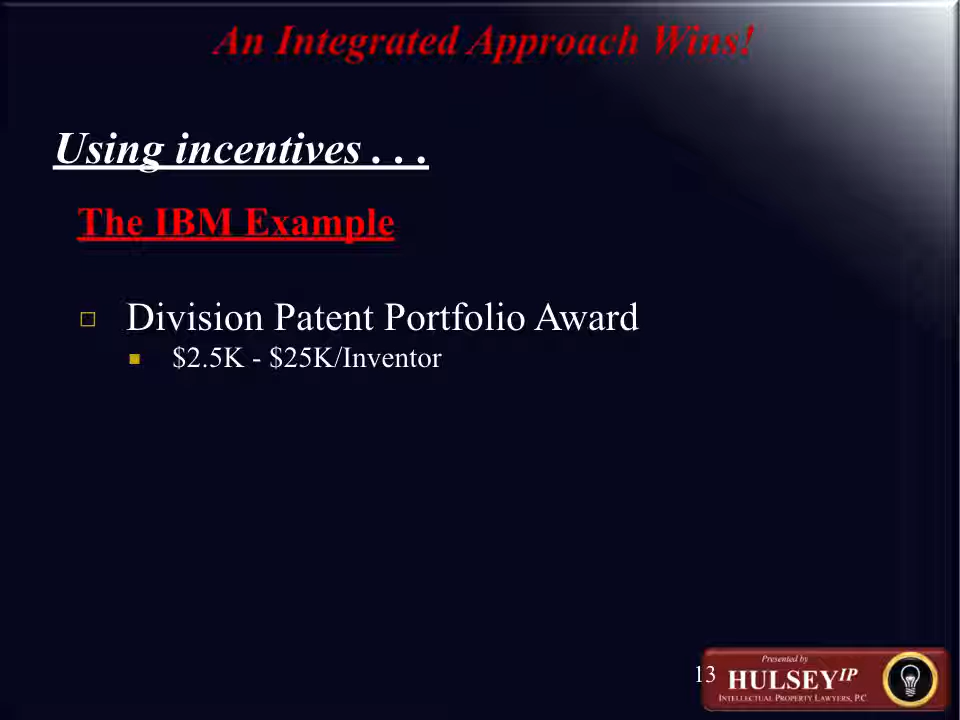 An Integrated Approach Wins!
Using incentives . . .
The IBM Example
Division Patent Portfolio Award
$2.5K - $25K/Inventor
13
Presented by
HULSEY IP
INTELLECTUAL PROPERTY LAWYERS, P.C.